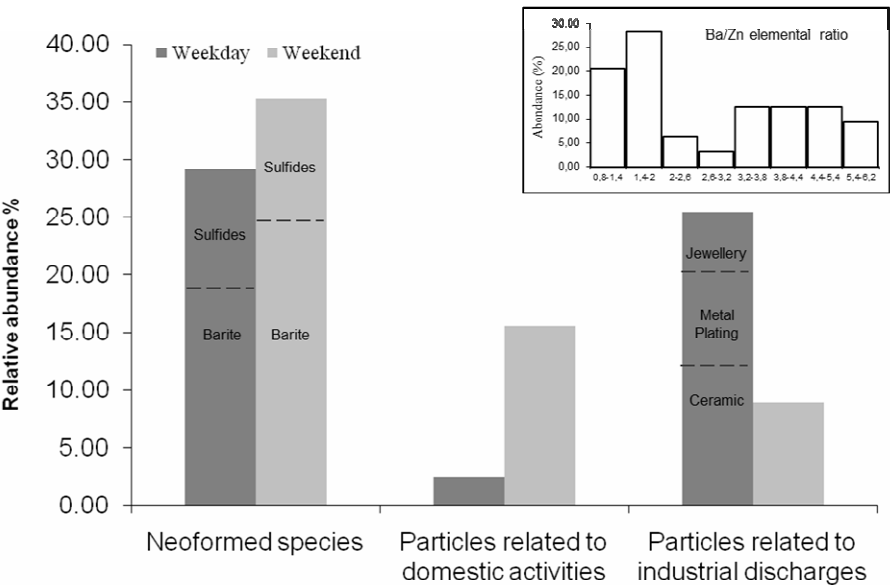 40.00
35.00
30.00
25.00
20.00
15.00
10.00
5.00
0.00
Relative abundance %
Weekday
Weekend
Sulfides
Barite
Sulfides
Barite
Jewellery
Metal
Plating
Ceramic
Neoformed species
Particles related to
domestic activities
Particles related to
industrial discharges
Ba/Zn elemental ratio
Abondance (%)
30.00
25,00
20,00
15,00
10,00
5,00
0,00
0,8-1,4
1,4-2
2-2,6
2,6-3,2
3,2-3,8
3,8-4,4
4,4-5,4
5,4-6,2